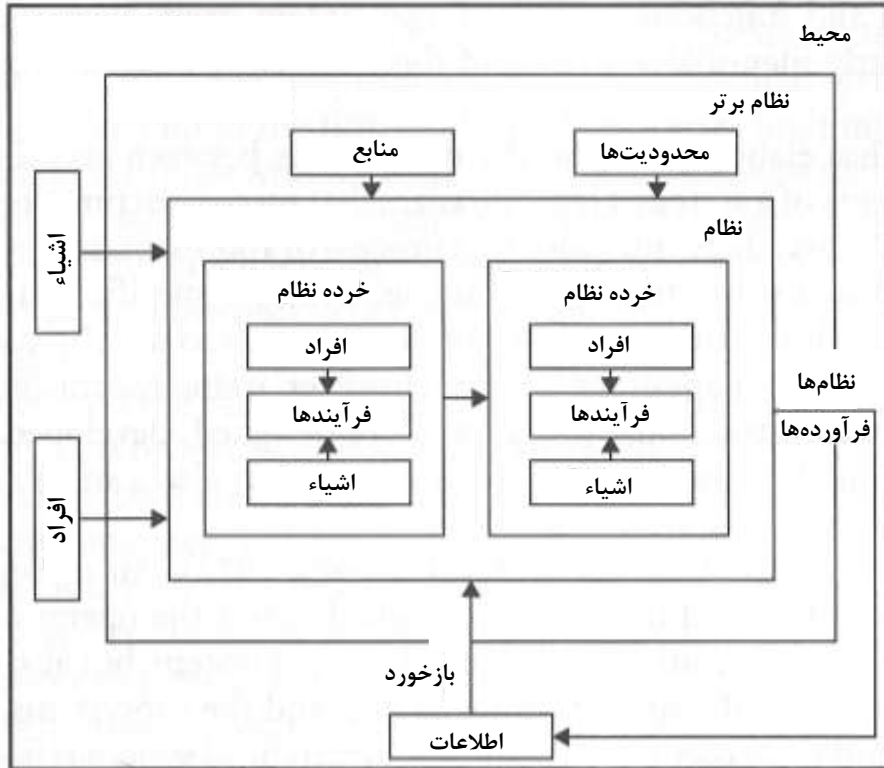 محیط
نظام برتر
محدودیت‌ها
منابع
نظام
اشیاء
خرده نظام
افراد
فرآیندها
اشیاء
خرده نظام
افراد
فرآیندها
اشیاء
افراد
نظام‌ها
فرآورده‌ها
بازخورد
اطلاعات